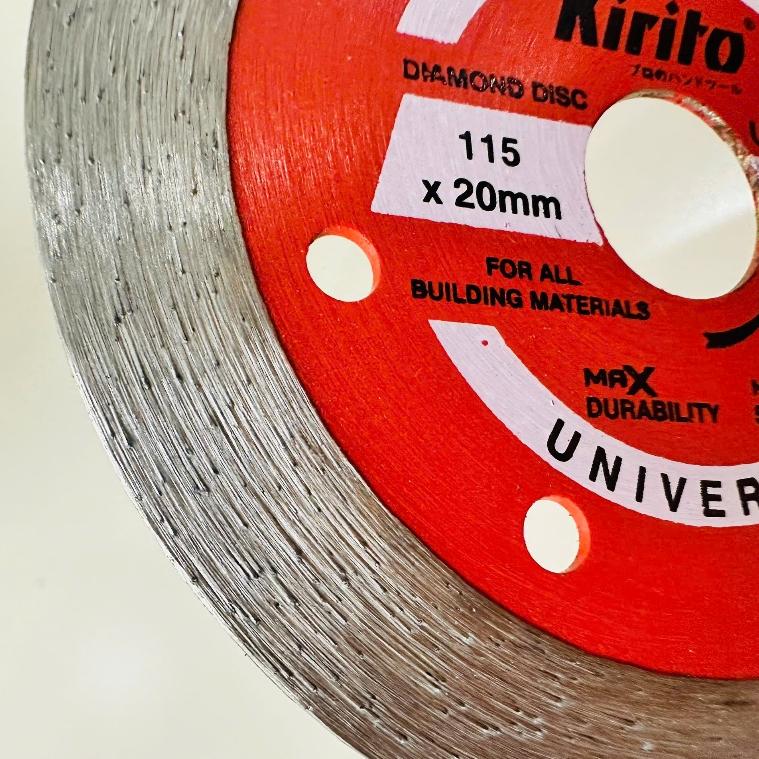 Kirito
プロのハンドツール
DIAMOND DISC
115
x 20mm
FOR ALL
BUILDING MATERIALS
MAX
DURABILITY
UNIVER